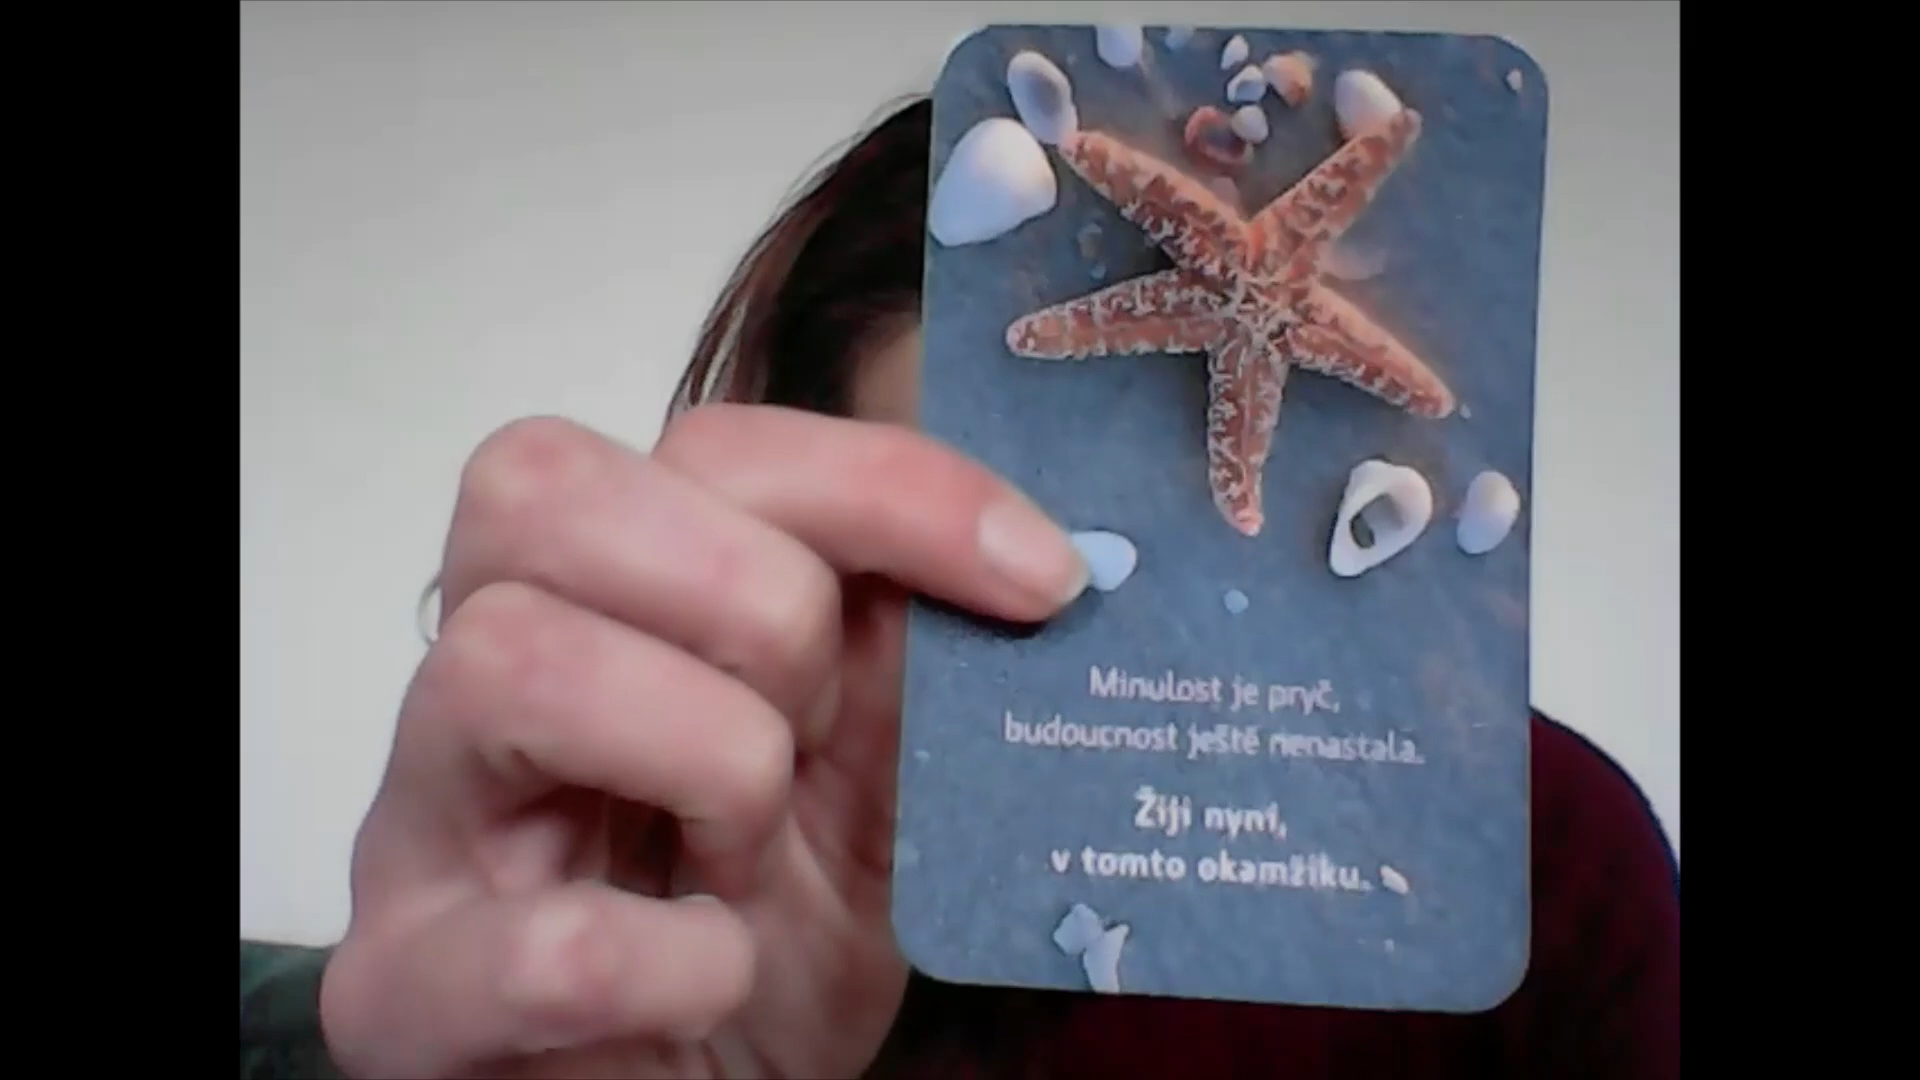 Minulost je pryč,
budoucnost ještě nenastala.
Žiji nyní,
v tomto okamžiku.